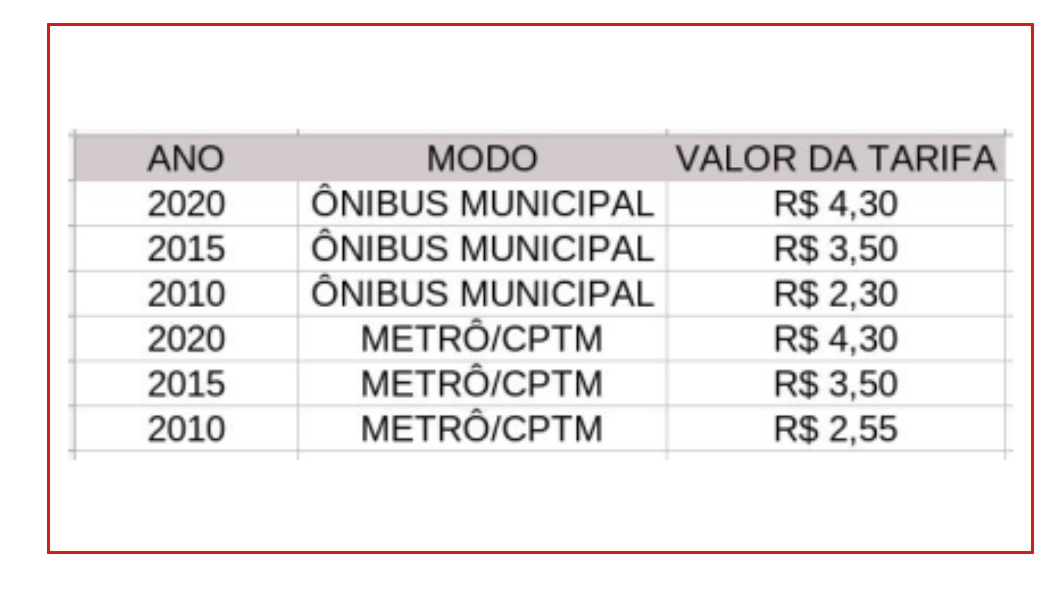 ANO MODO VALOR DA TARIFA
2020 ÔNIBUS MUNICIPAL R$ 4,30
2015 ÔNIBUS MUNICIPAL R$ 3,50
2010 ÔNIBUS MUNICIPAL R$ 2,30
2020 METRÔ/CPTM R$ 4,30
2015 METRÔ/CPTM R$ 3,50
2010 METRÔ/CPTM R$ 2,55